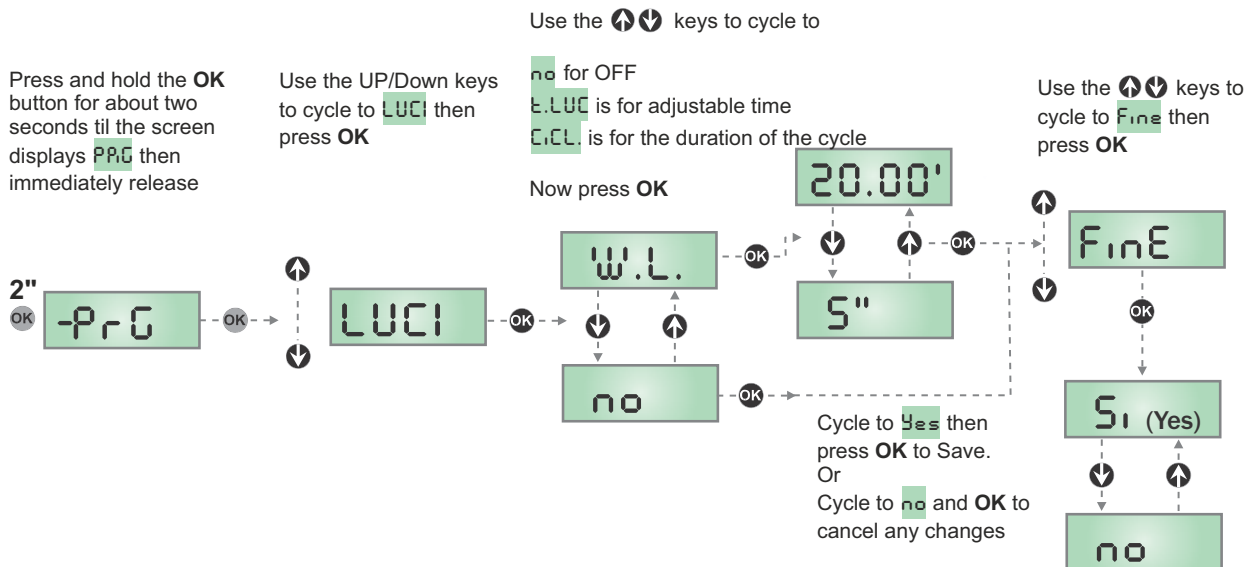 Use the keys to cycle to
no for OFF
t.LUC is for adjustable time
CiCL. is for the duration of the cycle
Now press OK
Press and hold the OK
button for about two
seconds til the screen
displays PRG then
immediately release
Use the UP/Down keys
to cycle to LUCI then
press OK
Use the keys to
cycle to Fine then
press OK
2"
OK
-PrG
OK
LUCI
OK
W.L.
no
OK
OK
20.00'
5"
OK
FinE
OK
Si (Yes)
no
Cycle to Yes then
press OK to Save.
Or
Cycle to no and OK to
cancel any changes